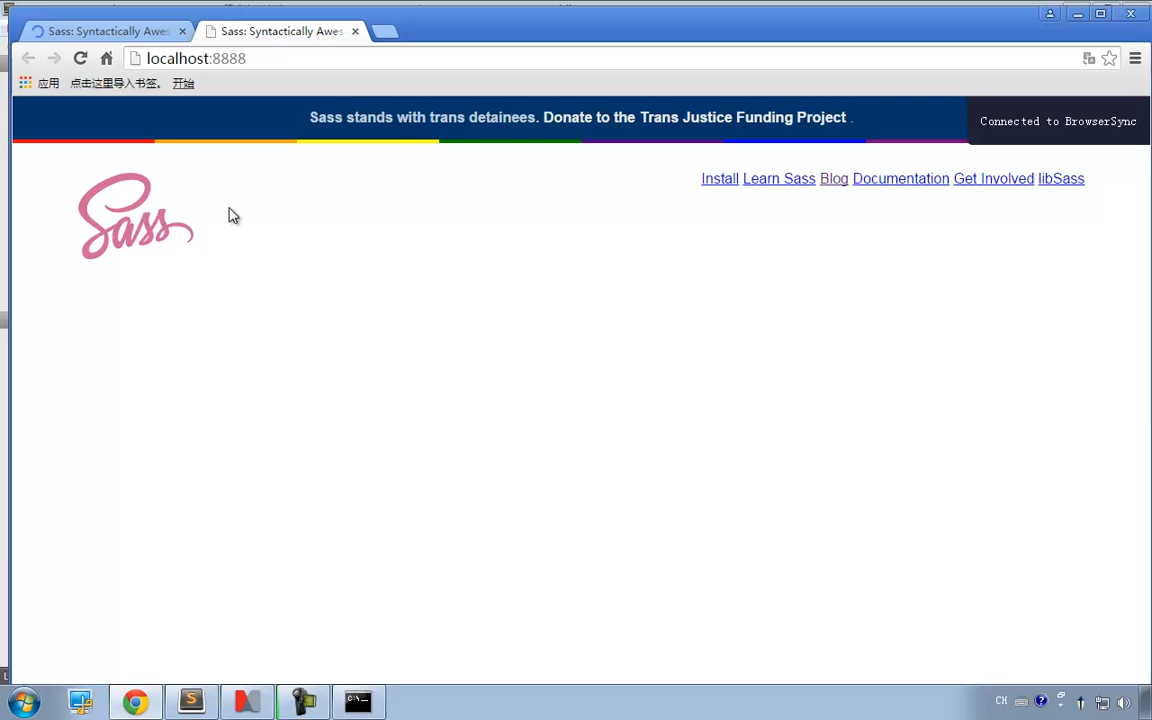 Sass: Syntactically Awes
Sass: Syntactically Awes
localhost:8888
应用 点击这里导入书签。 开始
Sass stands with trans detainees. Donate to the Trans Justice Funding Project .
Connected to BrowserSync
Sass
Install Learn Sass Blog Documentation Get Involved libSass
CH